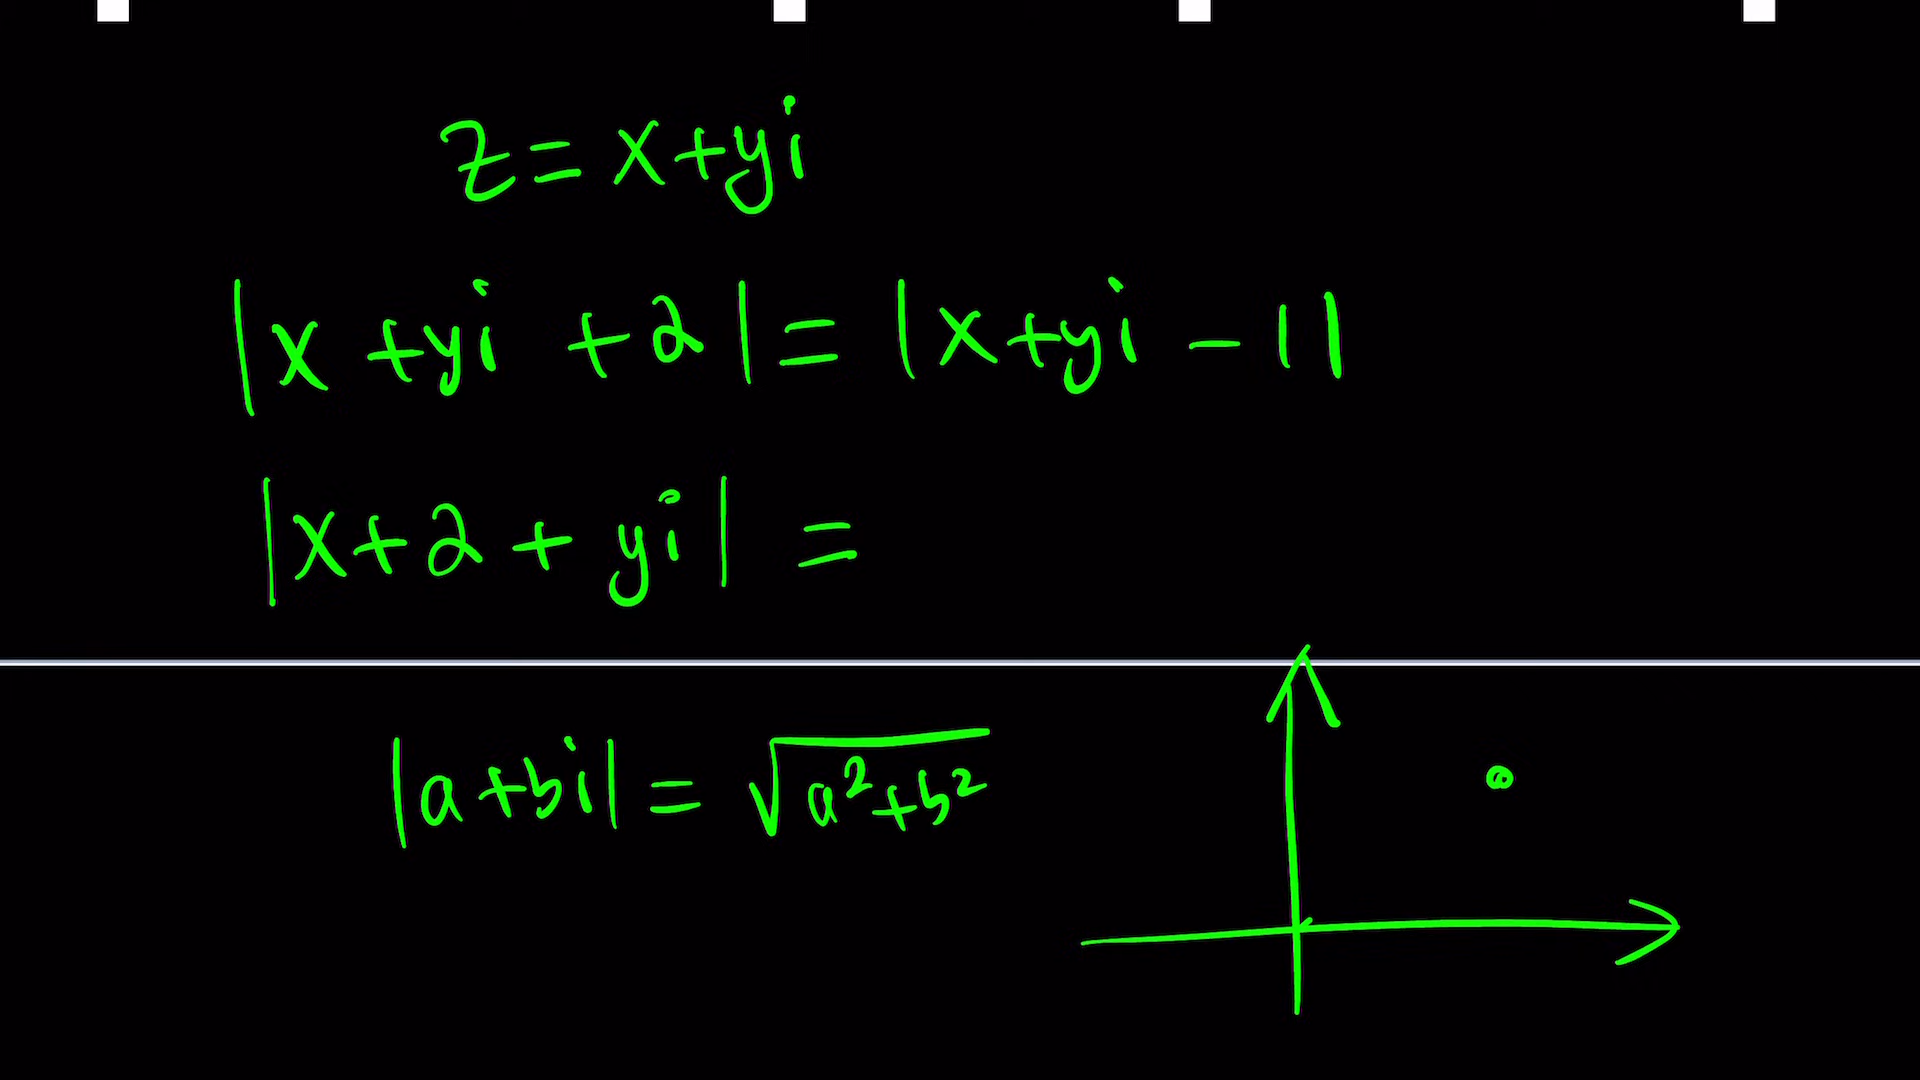 z = x + yi
|x + yi + 2| = |x + yi - 1|
|x + 2 + yi| =
|a + bi| = √(a² + b²)